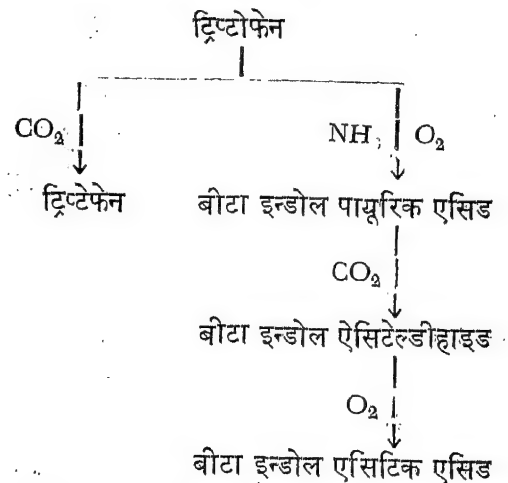 ट्रिप्टोफेन
CO₂ NH₃ O₂
ट्रिप्टेफेन बीटा इन्डोल पायूरिक एसिड
CO₂
बीटा इन्डोल ऐसिटेल्डीहाइड
O₂
बीटा इन्डोल एसिटिक एसिड